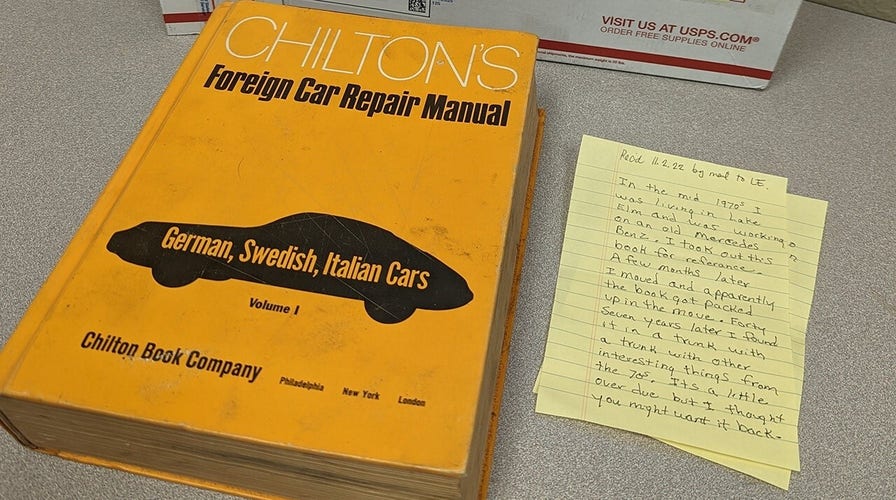 VISIT US AT USPS.COM®
ORDER FREE SUPPLIES ONLINE
CHILTON'S
Foreign Car Repair Manual
German, Swedish, Italian Cars
Volume I
Chilton Book Company
Philadelphia New York London
Recd 11.2.22 by mail to LE.
In the mid 1970s I
was living in Lake
Elm and was working
on an old Mercedes
Benz. I took out this
book for reference.
A few months later
I moved and apparently
the book got packed
up in the move. Forty
Seven years later I found
it in a trunk with
a trunk with other
interesting things from
the 70s. Its a little
over due but I thought
you might want it back.